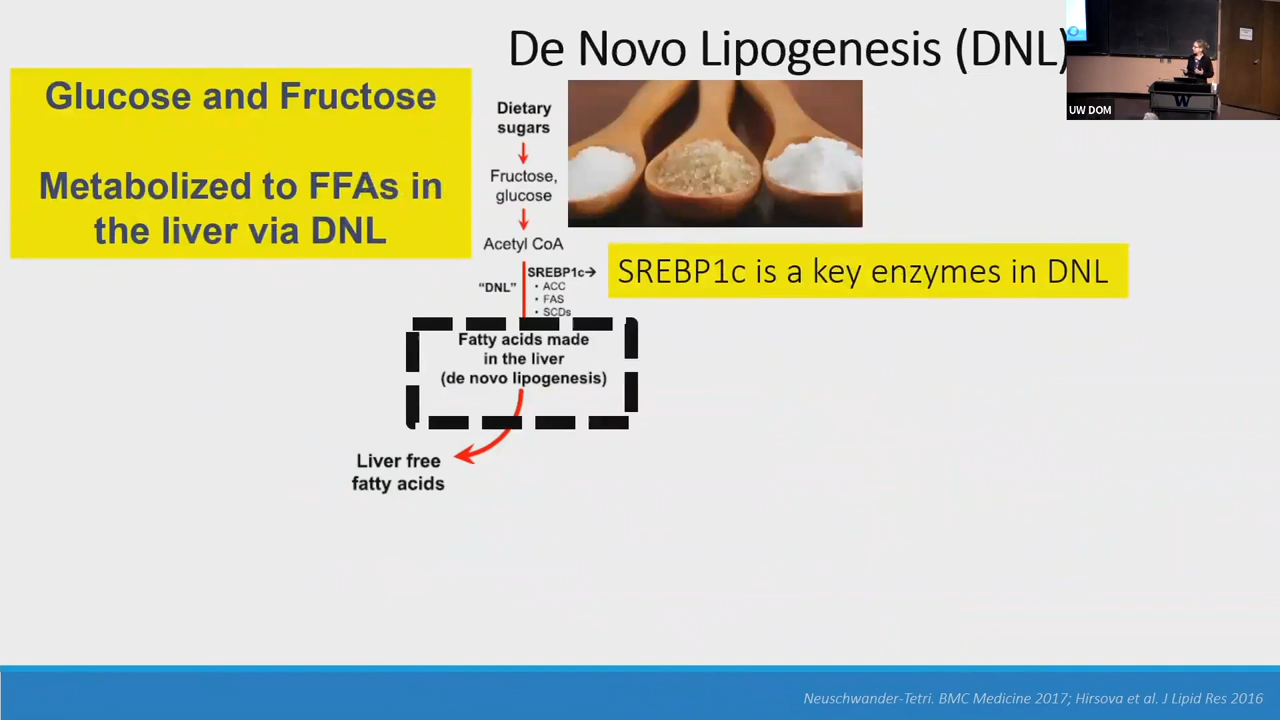 De Novo Lipogenesis (DNL)
UW DOM
W
Glucose and Fructose
Metabolized to FFAs in
the liver via DNL
Dietary
sugars
Fructose,
glucose
Acetyl CoA
"DNL"
SREBP1c→
• ACC
• FAS
• SCDs
SREBP1c is a key enzymes in DNL
Fatty acids made
in the liver
(de novo lipogenesis)
Liver free
fatty acids
Neuschwander-Tetri. BMC Medicine 2017; Hirsova et al. J Lipid Res 2016